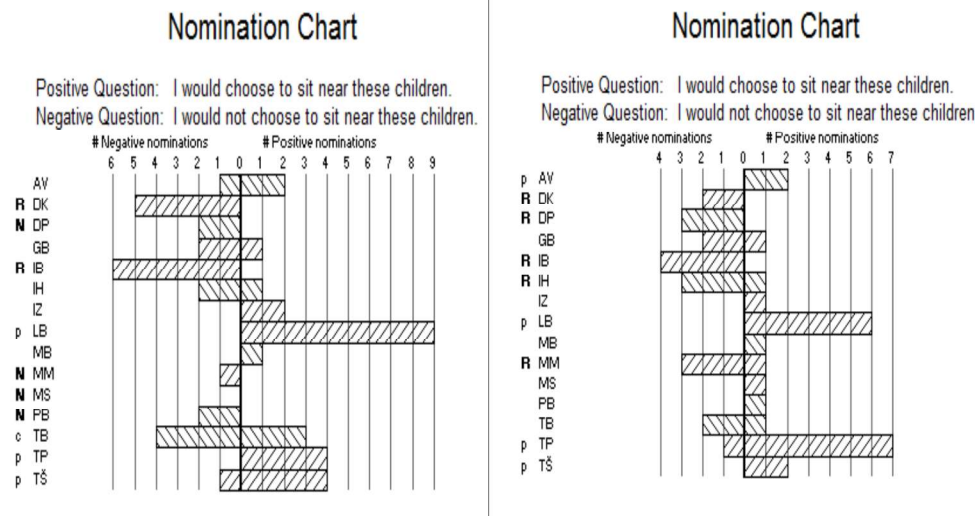 Nomination Chart
Positive Question: I would choose to sit near these children.
Negative Question: I would not choose to sit near these children.
# Negative nominations # Positive nominations
6 5 4 3 2 1 0 1 2 3 4 5 6 7 8 9
AV
R DK
N DP
GB
R IB
IH
IZ
p LB
MB
N MM
N MS
N PB
c TB
p TP
p TŠ
Nomination Chart
Positive Question: I would choose to sit near these children.
Negative Question: I would not choose to sit near these children
# Negative nominations # Positive nominations
4 3 2 1 0 1 2 3 4 5 6 7
p AV
R DK
R DP
GB
R IB
R IH
IZ
p LB
MB
R MM
MS
PB
TB
p TP
p TŠ